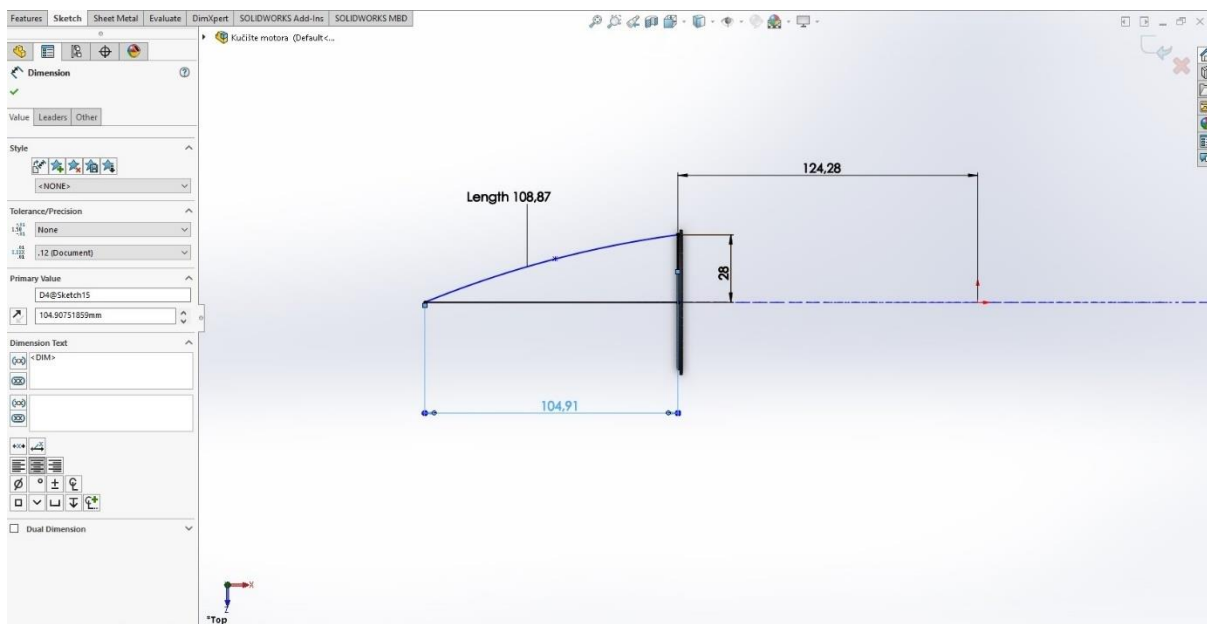 Features Sketch Sheet Metal Evaluate DimXpert SOLIDWORKS Add-Ins SOLIDWORKS MBD
Kučište motora (Default<...
Dimension
Value Leaders Other
Style
<NONE>
Tolerance/Precision
None
.12 (Document)
Primary Value
D4@Sketch15
104.90751859mm
Dimension Text
<DIM>
Dual Dimension
124,28
Length 108,87
28
104,91
X
Z
*Top